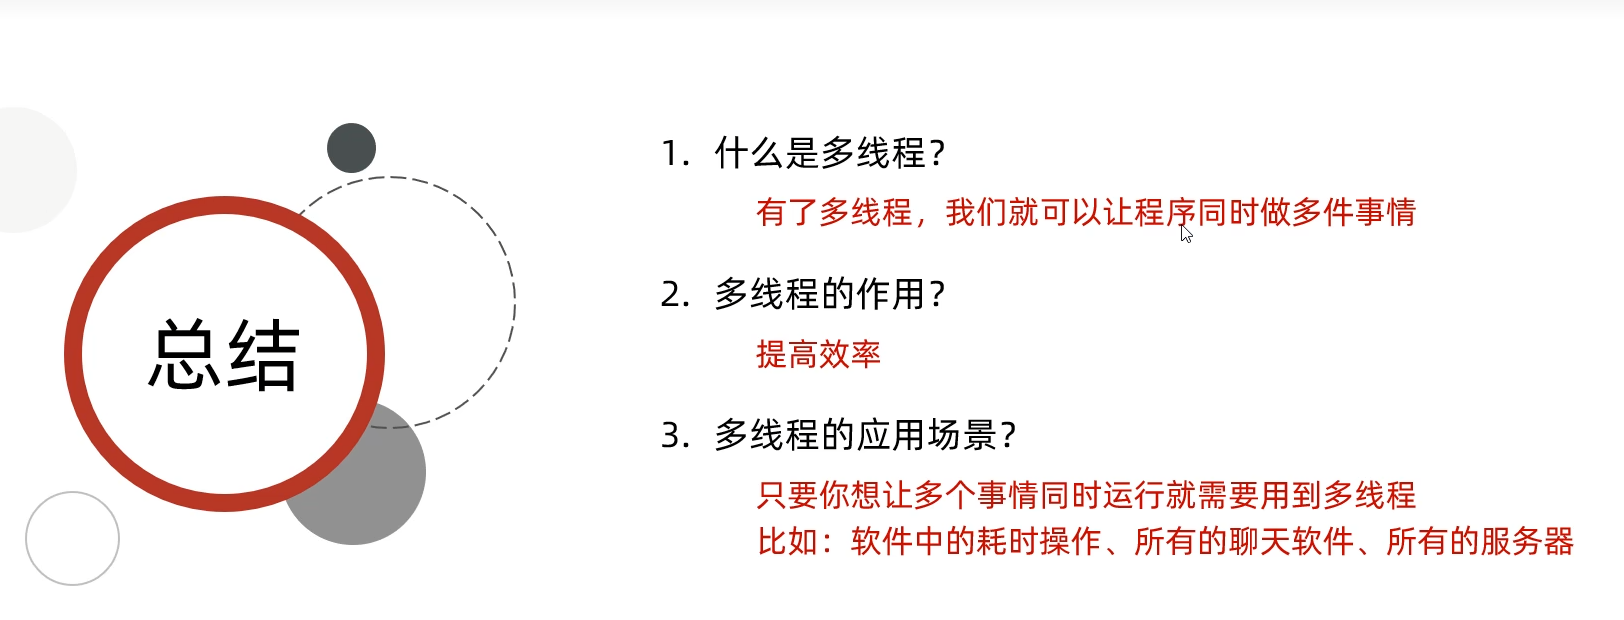 总结
1. 什么是多线程？
有了多线程，我们就可以让程序同时做多件事情
2. 多线程的作用？
提高效率
3. 多线程的应用场景？
只要你想让多个事情同时运行就需要用到多线程
比如：软件中的耗时操作、所有的聊天软件、所有的服务器